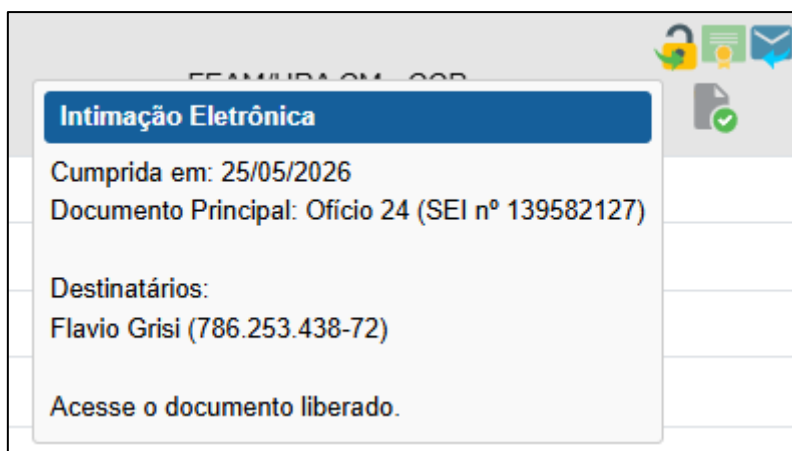 Intimação Eletrônica
Cumprida em: 25/05/2026
Documento Principal: Ofício 24 (SEI nº 139582127)
Destinatários:
Flavio Grisi (786.253.438-72)
Acesse o documento liberado.